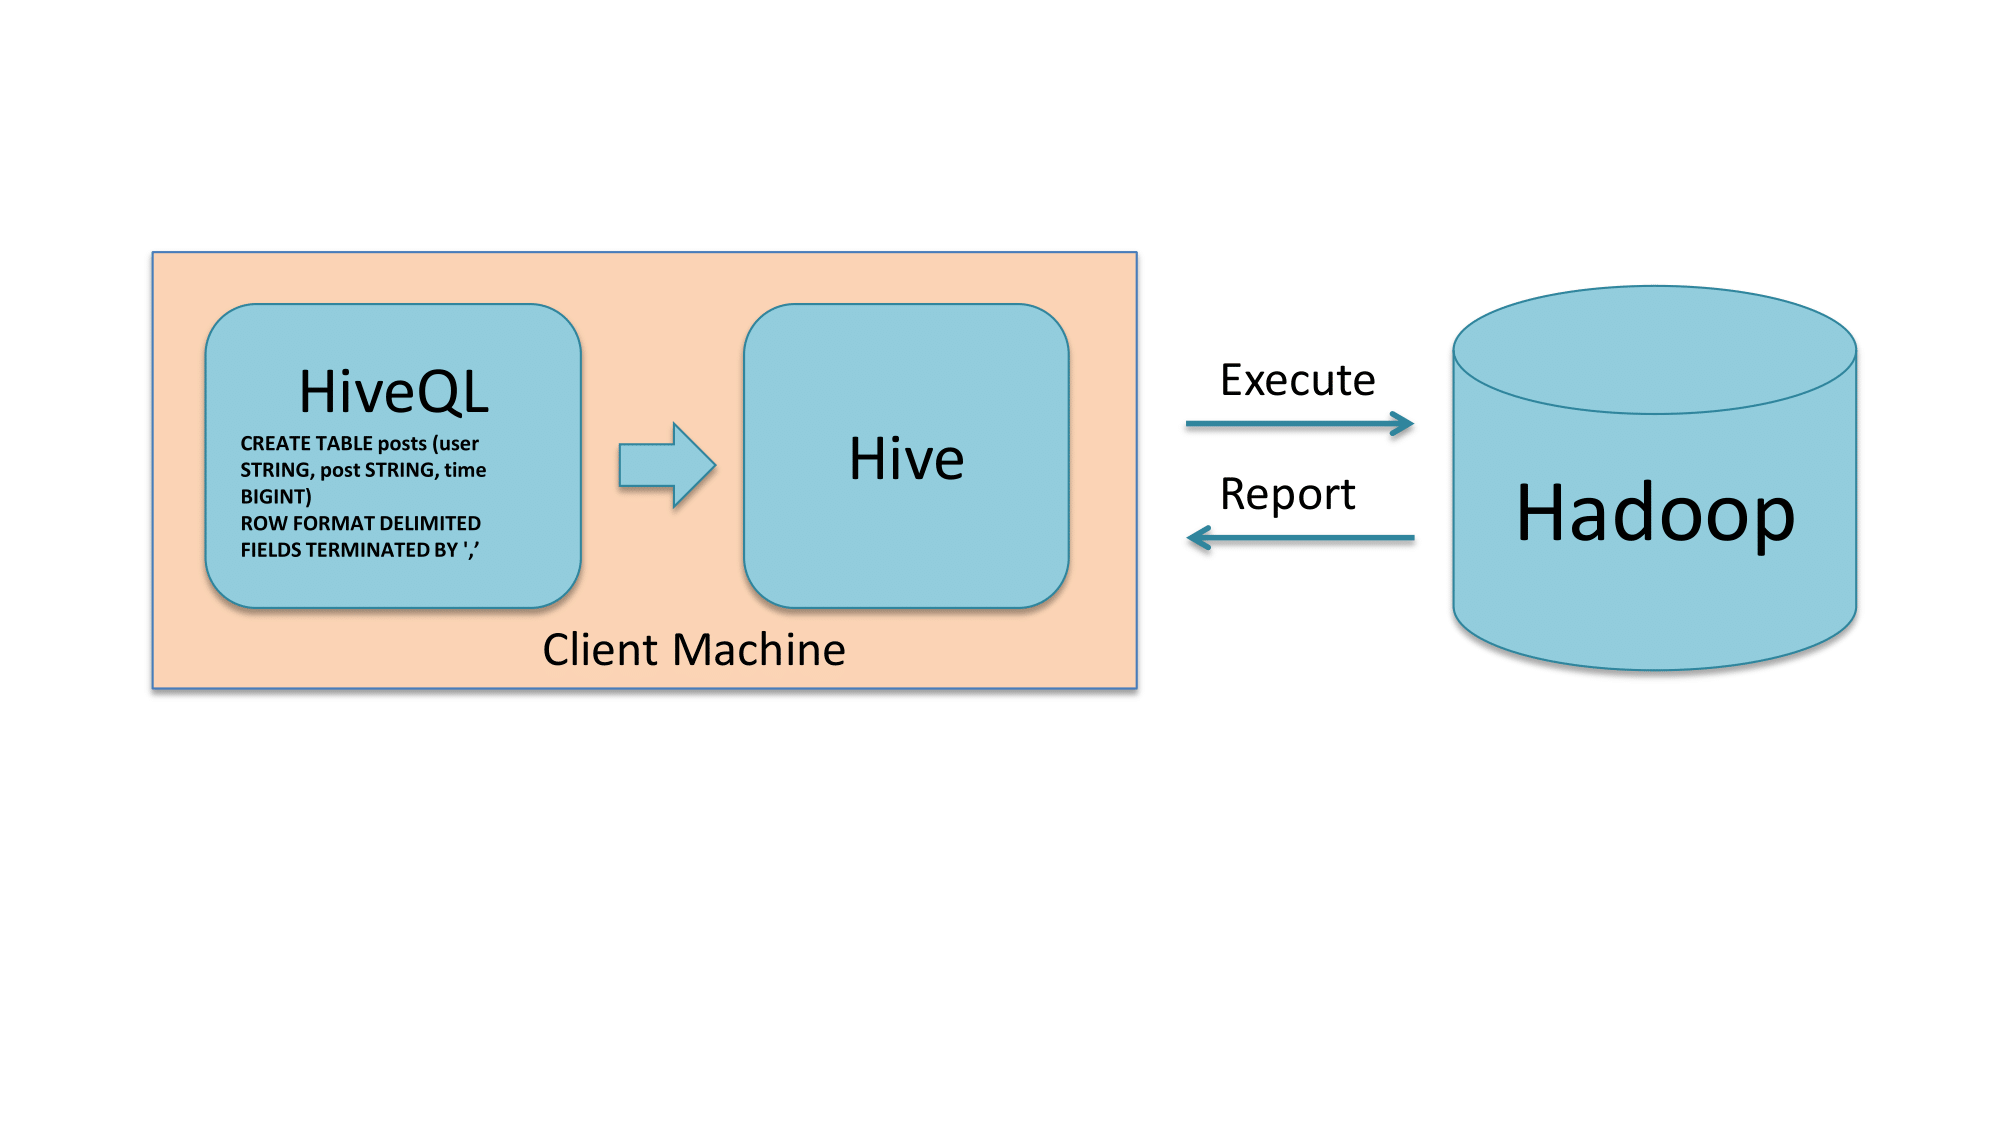 HiveQL
CREATE TABLE posts (user
STRING, post STRING, time
BIGINT)
ROW FORMAT DELIMITED
FIELDS TERMINATED BY ',’
Hive
Client Machine
Execute
Report
Hadoop